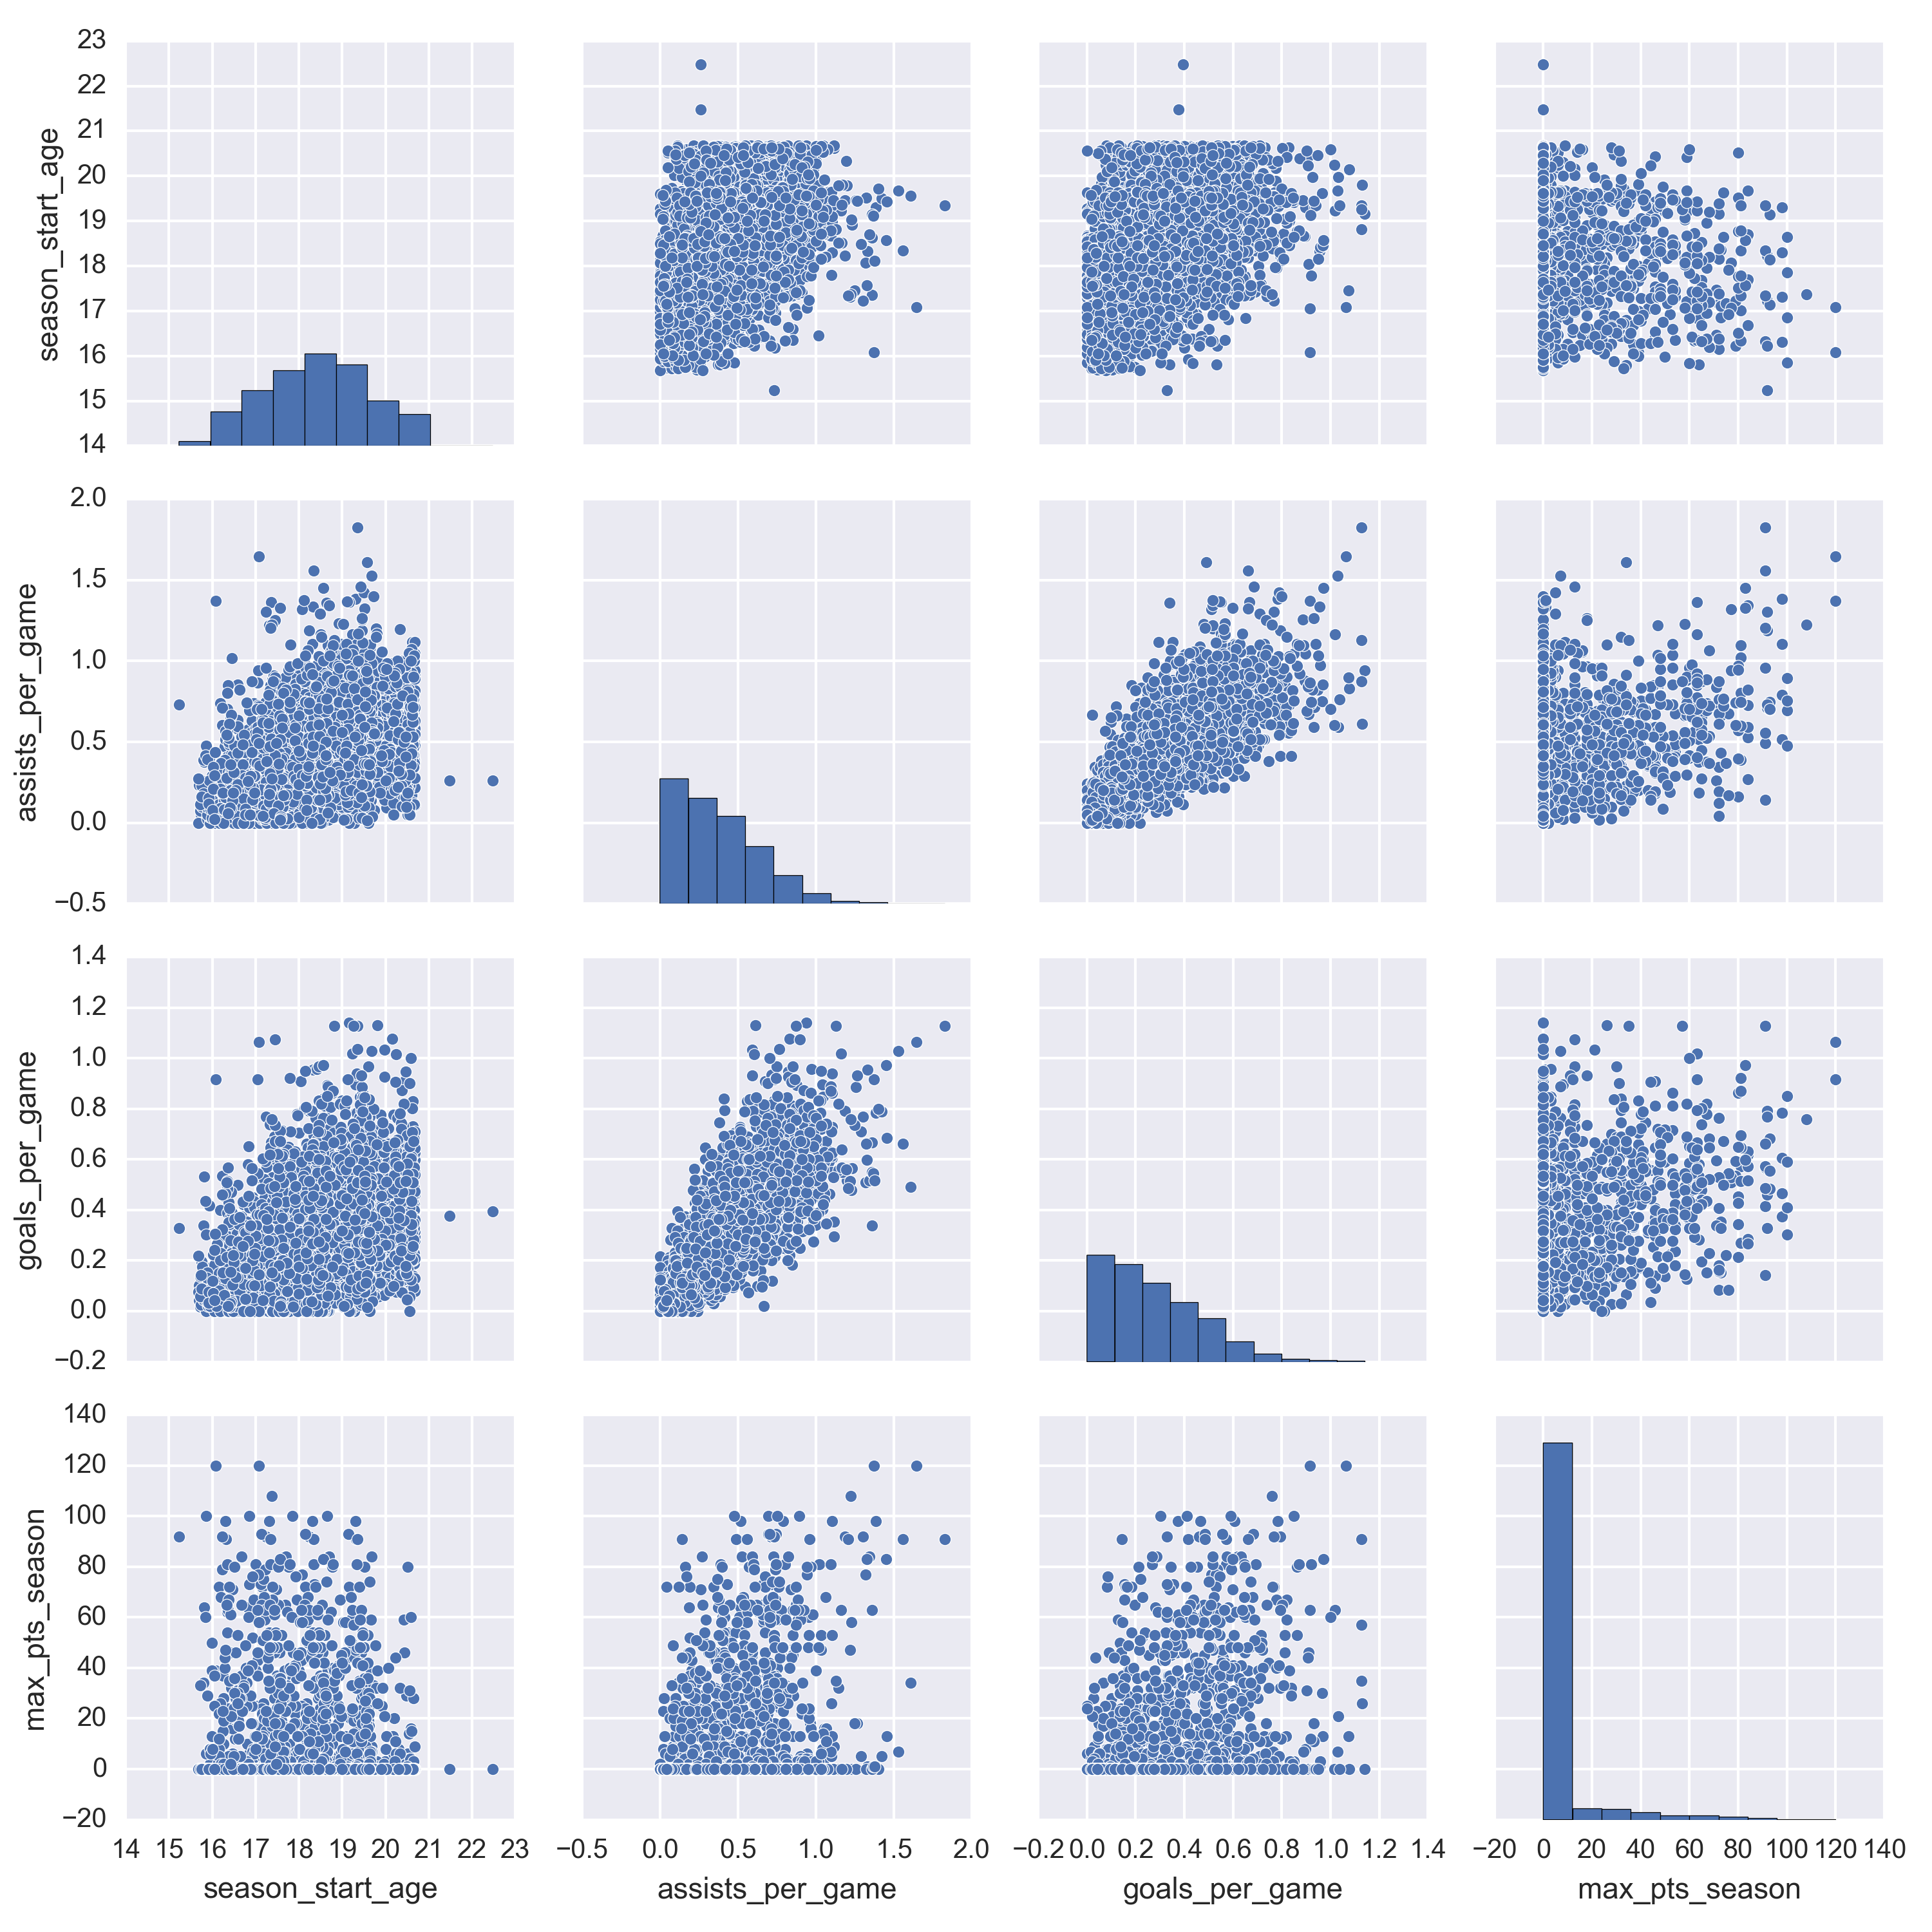 23
22
21
20
19
18
17
16
15
14
season_start_age
2.0
1.5
1.0
0.5
0.0
−0.5
assists_per_game
1.4
1.2
1.0
0.8
0.6
0.4
0.2
0.0
−0.2
goals_per_game
140
120
100
80
60
40
20
0
−20
max_pts_season
14 15 16 17 18 19 20 21 22 23
−0.5 0.0 0.5 1.0 1.5 2.0
−0.2 0.0 0.2 0.4 0.6 0.8 1.0 1.2 1.4
−20 0 20 40 60 80 100 120 140
season_start_age
assists_per_game
goals_per_game
max_pts_season